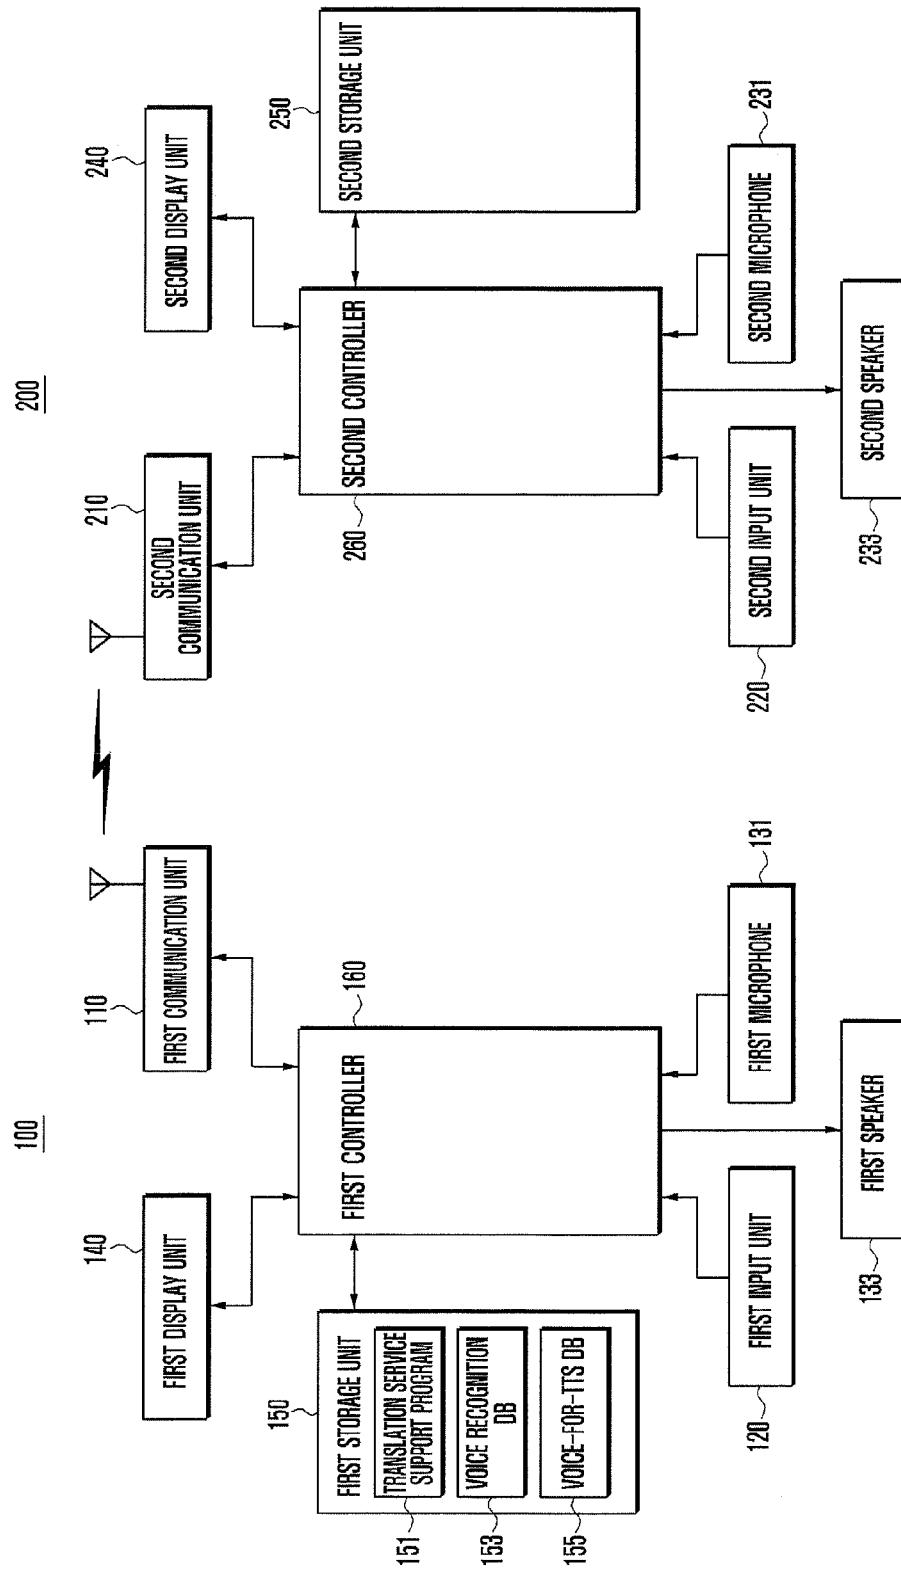 100
200
140
FIRST DISPLAY UNIT
110
FIRST COMMUNICATION UNIT
210
SECOND
COMMUNICATION UNIT
240
SECOND DISPLAY UNIT
150
FIRST STORAGE UNIT
TRANSLATION SERVICE
SUPPORT PROGRAM
151
VOICE RECOGNITION
DB
153
VOICE-FOR-TTS DB
155
160
FIRST CONTROLLER
SECOND CONTROLLER
260
250
SECOND STORAGE UNIT
FIRST INPUT UNIT
120
131
FIRST MICROPHONE
SECOND INPUT UNIT
220
231
SECOND MICROPHONE
FIRST SPEAKER
133
SECOND SPEAKER
233